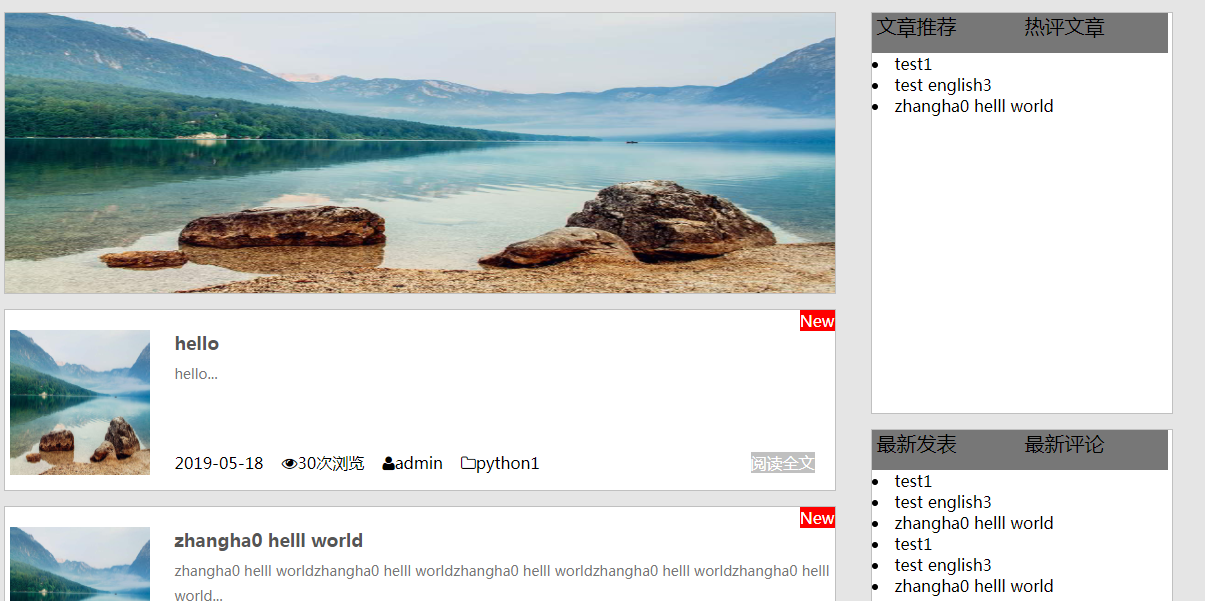 文章推荐 热评文章
test1
test english3
zhangha0 helll world
New
hello
hello...
2019-05-18 30次浏览 admin python1 阅读全文
最新发表 最新评论
test1
test english3
zhangha0 helll world
test1
test english3
zhangha0 helll world
New
zhangha0 helll world
zhangha0 helll worldzhangha0 helll worldzhangha0 helll worldzhangha0 helll worldzhangha0 helll
world...